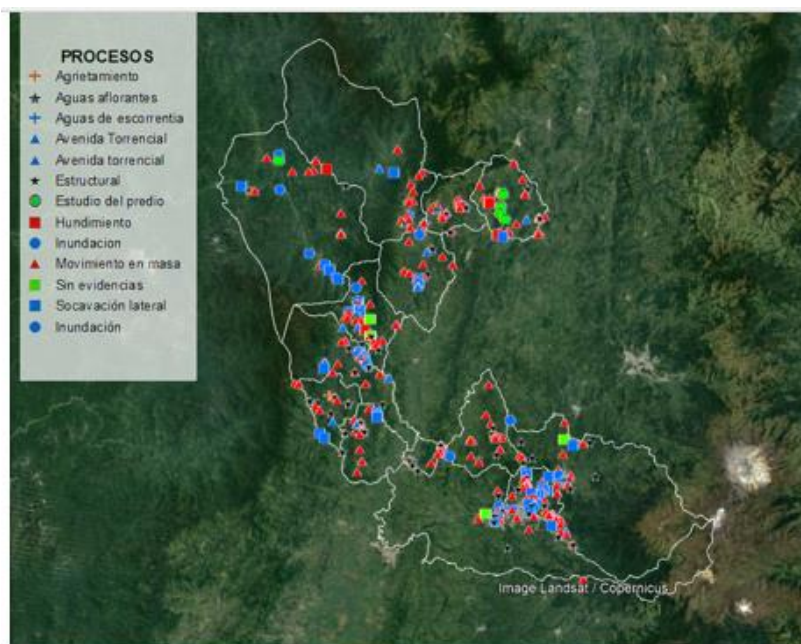 PROCESOS
Agrietamiento
Aguas aflorantes
Aguas de escorrentia
Avenida Torrencial
Avenida torrencial
Estructural
Estudio del predio
Hundimiento
Inundacion
Movimiento en masa
Sin evidencias
Socavación lateral
Inundación
Image Landsat / Copernicus